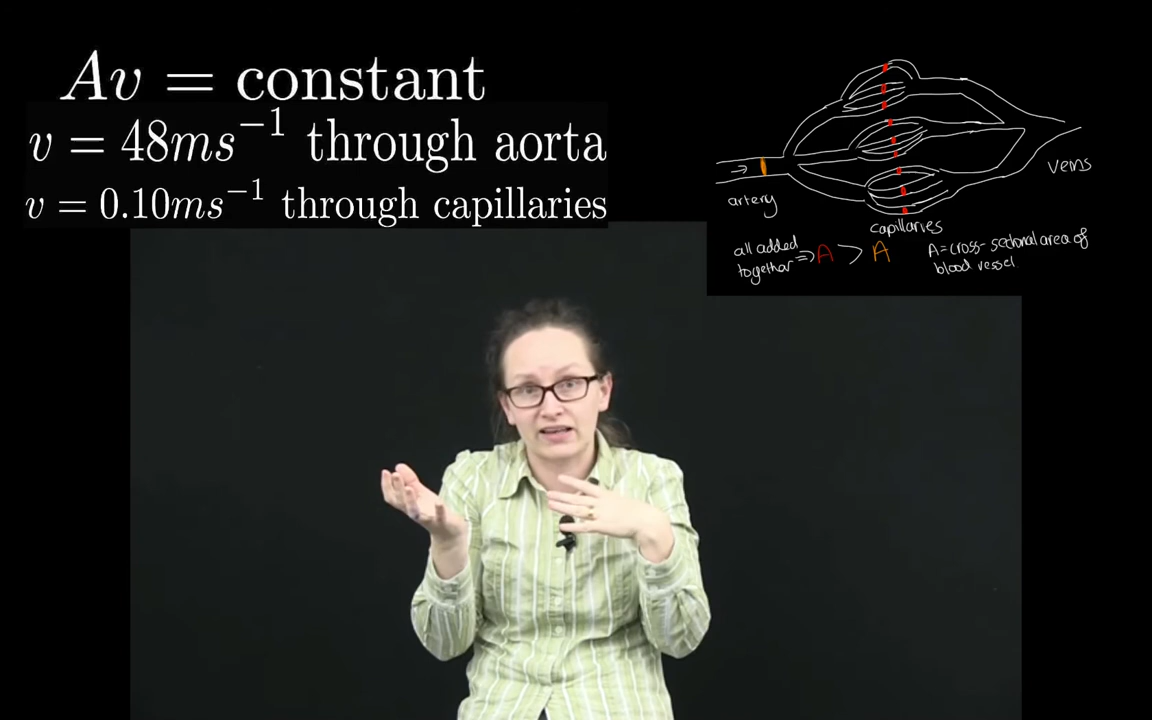 Av = constant
v = 48ms⁻¹ through aorta
v = 0.10ms⁻¹ through capillaries
artery
veins
capillaries
all added
together ⇒ A > A
A = cross-sectional area of
blood vessel